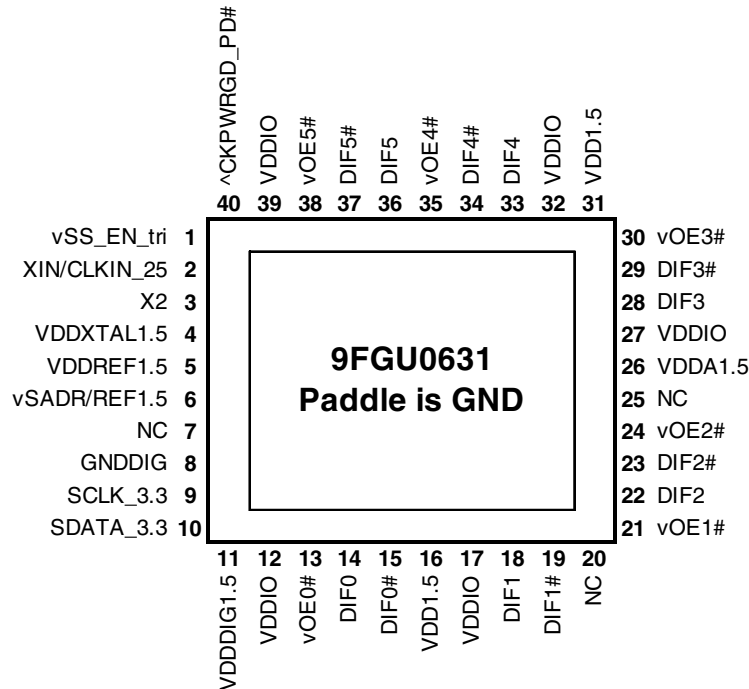 ^CKPWRGD_PD#
VDDIO
vOE5#
DIF5#
DIF5
vOE4#
DIF4#
DIF4
VDDIO
VDD1.5
40 39 38 37 36 35 34 33 32 31
vSS_EN_tri 1
XIN/CLKIN_25 2
X2 3
VDDXTAL1.5 4
VDDREF1.5 5
vSADR/REF1.5 6
NC 7
GNDDIG 8
SCLK_3.3 9
SDATA_3.3 10
9FGU0631
Paddle is GND
30 vOE3#
29 DIF3#
28 DIF3
27 VDDIO
26 VDDA1.5
25 NC
24 vOE2#
23 DIF2#
22 DIF2
21 vOE1#
11 12 13 14 15 16 17 18 19 20
VDDDIG1.5
VDDIO
vOE0#
DIF0
DIF0#
VDD1.5
VDDIO
DIF1
DIF1#
NC